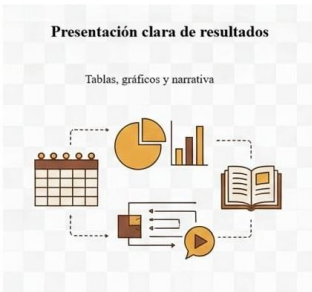 Presentación clara de resultados
Tablas, gráficos y narrativa